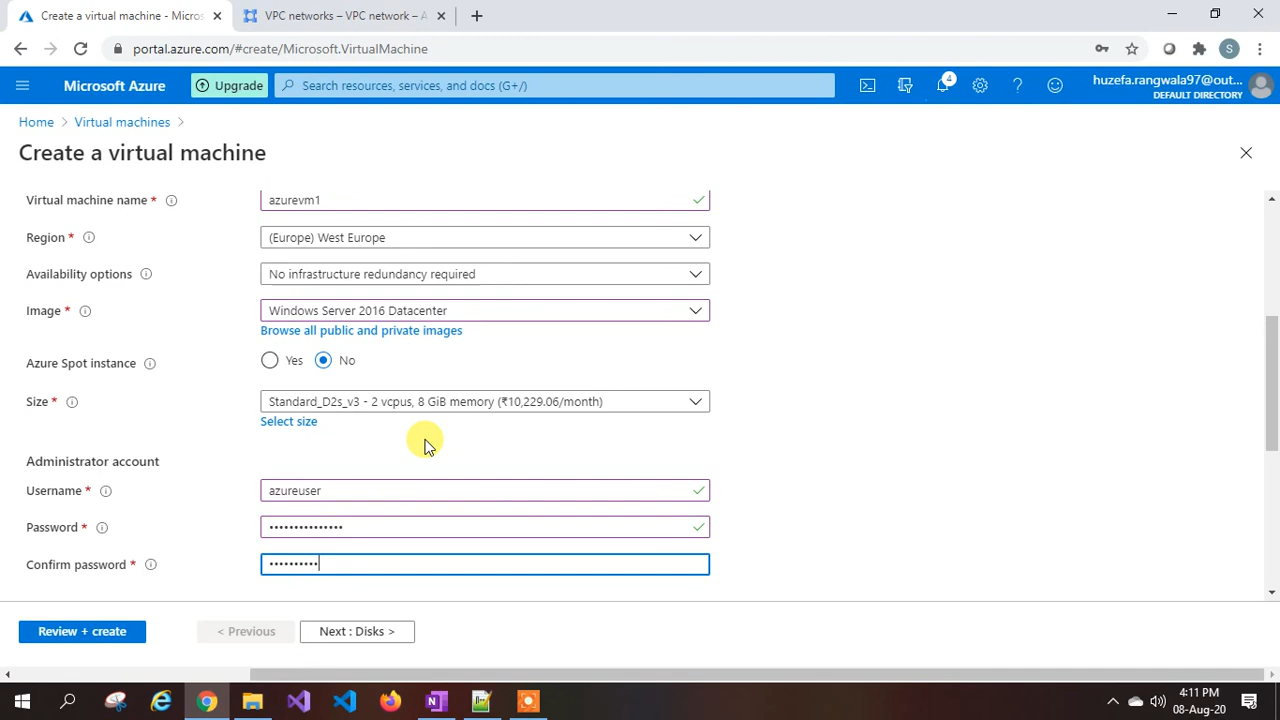 Create a virtual machine - Micros
VPC networks – VPC network – A
portal.azure.com/#create/Microsoft.VirtualMachine
S
Microsoft Azure
Upgrade
Search resources, services, and docs (G+/)
4
huzefa.rangwala97@out...
DEFAULT DIRECTORY
Home > Virtual machines >
Create a virtual machine
Virtual machine name *
azurevm1
Region *
(Europe) West Europe
Availability options
No infrastructure redundancy required
Image *
Windows Server 2016 Datacenter
Browse all public and private images
Azure Spot instance
Yes
No
Size *
Standard_D2s_v3 - 2 vcpus, 8 GiB memory (₹10,229.06/month)
Select size
Administrator account
Username *
azureuser
Password *
•••••••••••••••
Confirm password *
••••••••••
Review + create
< Previous
Next : Disks >
4:11 PM
08-Aug-20